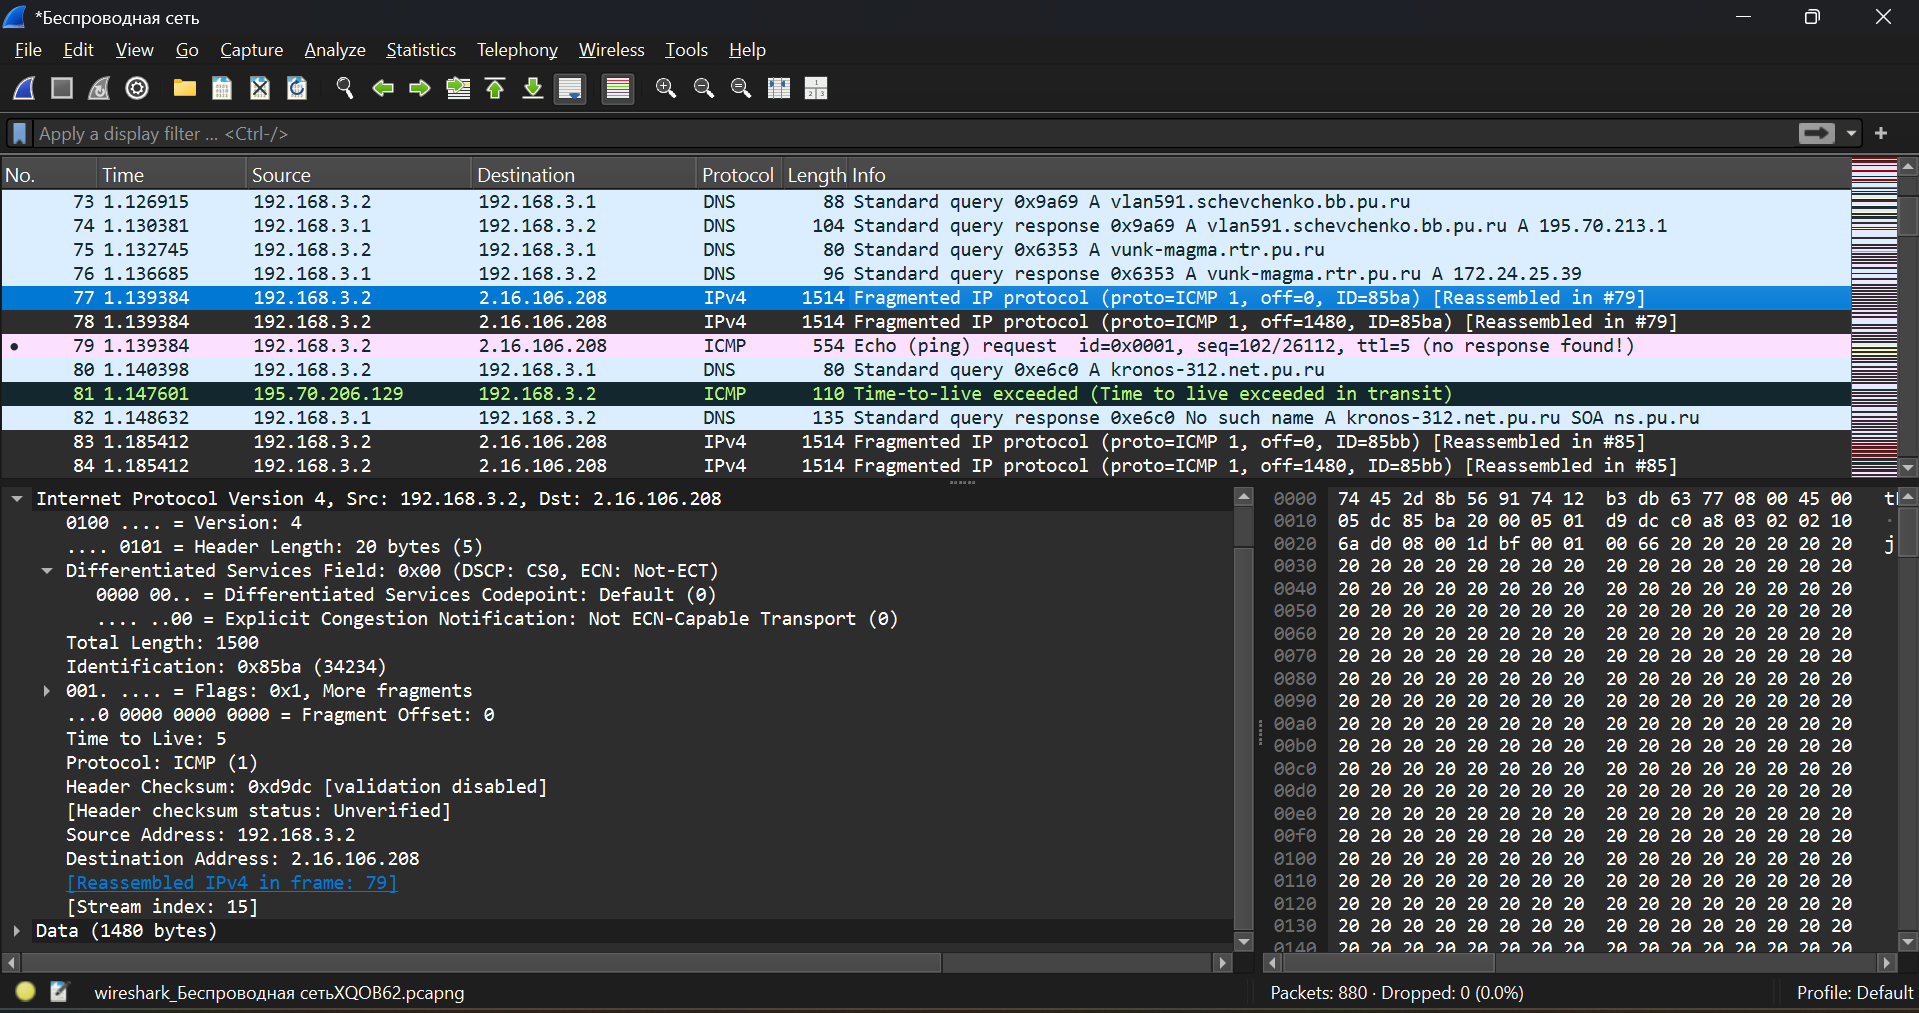 *Беспроводная сеть
File Edit View Go Capture Analyze Statistics Telephony Wireless Tools Help
Apply a display filter ... <Ctrl-/>
No. Time Source Destination Protocol Length Info
73 1.126915 192.168.3.2 192.168.3.1 DNS 88 Standard query 0x9a69 A vlan591.schevchenko.bb.pu.ru
74 1.130381 192.168.3.1 192.168.3.2 DNS 104 Standard query response 0x9a69 A vlan591.schevchenko.bb.pu.ru A 195.70.213.1
75 1.132745 192.168.3.2 192.168.3.1 DNS 80 Standard query 0x6353 A vunk-magma.rtr.pu.ru
76 1.136685 192.168.3.1 192.168.3.2 DNS 96 Standard query response 0x6353 A vunk-magma.rtr.pu.ru A 172.24.25.39
77 1.139384 192.168.3.2 2.16.106.208 IPv4 1514 Fragmented IP protocol (proto=ICMP 1, off=0, ID=85ba) [Reassembled in #79]
78 1.139384 192.168.3.2 2.16.106.208 IPv4 1514 Fragmented IP protocol (proto=ICMP 1, off=1480, ID=85ba) [Reassembled in #79]
79 1.139384 192.168.3.2 2.16.106.208 ICMP 554 Echo (ping) request id=0x0001, seq=102/26112, ttl=5 (no response found!)
80 1.140398 192.168.3.2 192.168.3.1 DNS 80 Standard query 0xe6c0 A kronos-312.net.pu.ru
81 1.147601 195.70.206.129 192.168.3.2 ICMP 110 Time-to-live exceeded (Time to live exceeded in transit)
82 1.148632 192.168.3.1 192.168.3.2 DNS 135 Standard query response 0xe6c0 No such name A kronos-312.net.pu.ru SOA ns.pu.ru
83 1.185412 192.168.3.2 2.16.106.208 IPv4 1514 Fragmented IP protocol (proto=ICMP 1, off=0, ID=85bb) [Reassembled in #85]
84 1.185412 192.168.3.2 2.16.106.208 IPv4 1514 Fragmented IP protocol (proto=ICMP 1, off=1480, ID=85bb) [Reassembled in #85]
Internet Protocol Version 4, Src: 192.168.3.2, Dst: 2.16.106.208
0100 .... = Version: 4
.... 0101 = Header Length: 20 bytes (5)
Differentiated Services Field: 0x00 (DSCP: CS0, ECN: Not-ECT)
0000 00.. = Differentiated Services Codepoint: Default (0)
.... ..00 = Explicit Congestion Notification: Not ECN-Capable Transport (0)
Total Length: 1500
Identification: 0x85ba (34234)
001. .... = Flags: 0x1, More fragments
...0 0000 0000 0000 = Fragment Offset: 0
Time to Live: 5
Protocol: ICMP (1)
Header Checksum: 0xd9dc [validation disabled]
[Header checksum status: Unverified]
Source Address: 192.168.3.2
Destination Address: 2.16.106.208
[Reassembled IPv4 in frame: 79]
[Stream index: 15]
Data (1480 bytes)
0000 74 45 2d 8b 56 91 74 12 b3 db 63 77 08 00 45 00
0010 05 dc 85 ba 20 00 05 01 d9 dc c0 a8 03 02 02 10
0020 6a d0 08 00 1d bf 00 01 00 66 20 20 20 20 20 20 j
0030 20 20 20 20 20 20 20 20 20 20 20 20 20 20 20 20
0040 20 20 20 20 20 20 20 20 20 20 20 20 20 20 20 20
0050 20 20 20 20 20 20 20 20 20 20 20 20 20 20 20 20
0060 20 20 20 20 20 20 20 20 20 20 20 20 20 20 20 20
0070 20 20 20 20 20 20 20 20 20 20 20 20 20 20 20 20
0080 20 20 20 20 20 20 20 20 20 20 20 20 20 20 20 20
0090 20 20 20 20 20 20 20 20 20 20 20 20 20 20 20 20
00a0 20 20 20 20 20 20 20 20 20 20 20 20 20 20 20 20
00b0 20 20 20 20 20 20 20 20 20 20 20 20 20 20 20 20
00c0 20 20 20 20 20 20 20 20 20 20 20 20 20 20 20 20
00d0 20 20 20 20 20 20 20 20 20 20 20 20 20 20 20 20
00e0 20 20 20 20 20 20 20 20 20 20 20 20 20 20 20 20
00f0 20 20 20 20 20 20 20 20 20 20 20 20 20 20 20 20
0100 20 20 20 20 20 20 20 20 20 20 20 20 20 20 20 20
0110 20 20 20 20 20 20 20 20 20 20 20 20 20 20 20 20
0120 20 20 20 20 20 20 20 20 20 20 20 20 20 20 20 20
0130 20 20 20 20 20 20 20 20 20 20 20 20 20 20 20 20
0140 20 20 20 20 20 20 20 20 20 20 20 20 20 20 20 20
wireshark_Беспроводная сетьXQOB62.pcapng
Packets: 880 · Dropped: 0 (0.0%)
Profile: Default